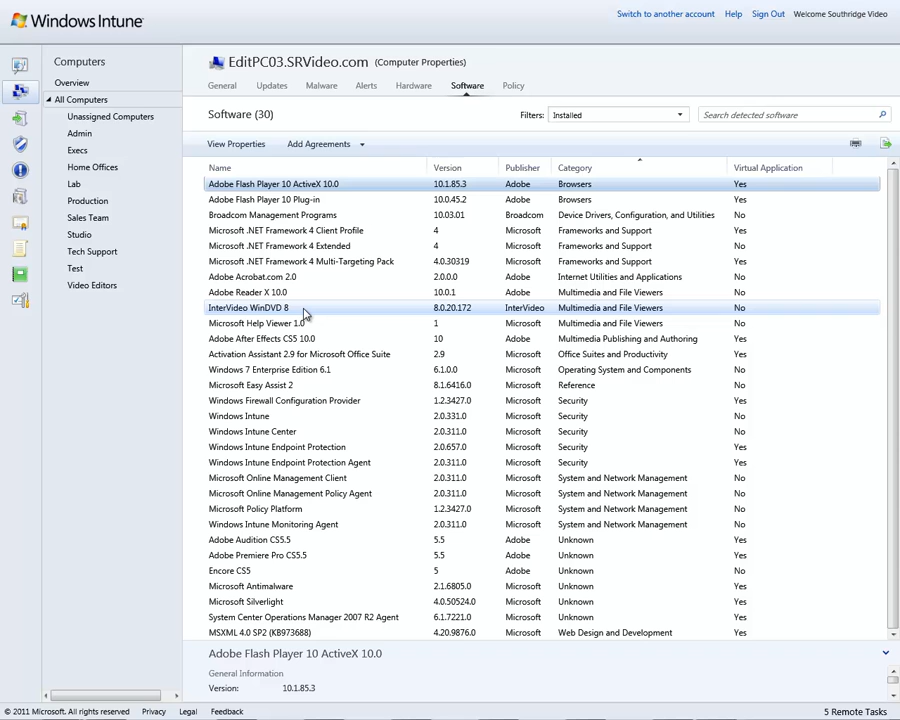 Windows Intune™
Switch to another account Help Sign Out Welcome Southridge Video
Computers
Overview
All Computers
Unassigned Computers
Admin
Execs
Home Offices
Lab
Production
Sales Team
Studio
Tech Support
Test
Video Editors
EditPC03.SRVideo.com (Computer Properties)
General Updates Malware Alerts Hardware Software Policy
Software (30)
Filters: Installed Search detected software
View Properties Add Agreements
Name Version Publisher Category Virtual Application
Adobe Flash Player 10 ActiveX 10.0 10.1.85.3 Adobe Browsers Yes
Adobe Flash Player 10 Plug-in 10.0.45.2 Adobe Browsers Yes
Broadcom Management Programs 10.03.01 Broadcom Device Drivers, Configuration, and Utilities No
Microsoft .NET Framework 4 Client Profile 4 Microsoft Frameworks and Support Yes
Microsoft .NET Framework 4 Extended 4 Microsoft Frameworks and Support No
Microsoft .NET Framework 4 Multi-Targeting Pack 4.0.30319 Microsoft Frameworks and Support Yes
Adobe Acrobat.com 2.0 2.0.0.0 Adobe Internet Utilities and Applications No
Adobe Reader X 10.0 10.0.1 Adobe Multimedia and File Viewers No
InterVideo WinDVD 8 8.0.20.172 InterVideo Multimedia and File Viewers No
Microsoft Help Viewer 1.0 1 Microsoft Multimedia and File Viewers No
Adobe After Effects CS5 10.0 10 Adobe Multimedia Publishing and Authoring Yes
Activation Assistant 2.9 for Microsoft Office Suite 2.9 Microsoft Office Suites and Productivity Yes
Windows 7 Enterprise Edition 6.1 6.1.0.0 Microsoft Operating System and Components No
Microsoft Easy Assist 2 8.1.6416.0 Microsoft Reference No
Windows Firewall Configuration Provider 1.2.3427.0 Microsoft Security Yes
Windows Intune 2.0.331.0 Microsoft Security No
Windows Intune Center 2.0.311.0 Microsoft Security No
Windows Intune Endpoint Protection 2.0.657.0 Microsoft Security Yes
Windows Intune Endpoint Protection Agent 2.0.311.0 Microsoft Security Yes
Microsoft Online Management Client 2.0.311.0 Microsoft System and Network Management No
Microsoft Online Management Policy Agent 2.0.311.0 Microsoft System and Network Management No
Microsoft Policy Platform 1.2.3427.0 Microsoft System and Network Management No
Windows Intune Monitoring Agent 2.0.311.0 Microsoft System and Network Management No
Adobe Audition CS5.5 5.5 Adobe Unknown Yes
Adobe Premiere Pro CS5.5 5.5 Adobe Unknown Yes
Encore CS5 5 Adobe Unknown No
Microsoft Antimalware 2.1.6805.0 Microsoft Unknown Yes
Microsoft Silverlight 4.0.50524.0 Microsoft Unknown Yes
System Center Operations Manager 2007 R2 Agent 6.1.7221.0 Microsoft Unknown Yes
MSXML 4.0 SP2 (KB973688) 4.20.9876.0 Microsoft Web Design and Development Yes
Adobe Flash Player 10 ActiveX 10.0
General Information
Version: 10.1.85.3
© 2011 Microsoft. All rights reserved Privacy Legal Feedback 5 Remote Tasks